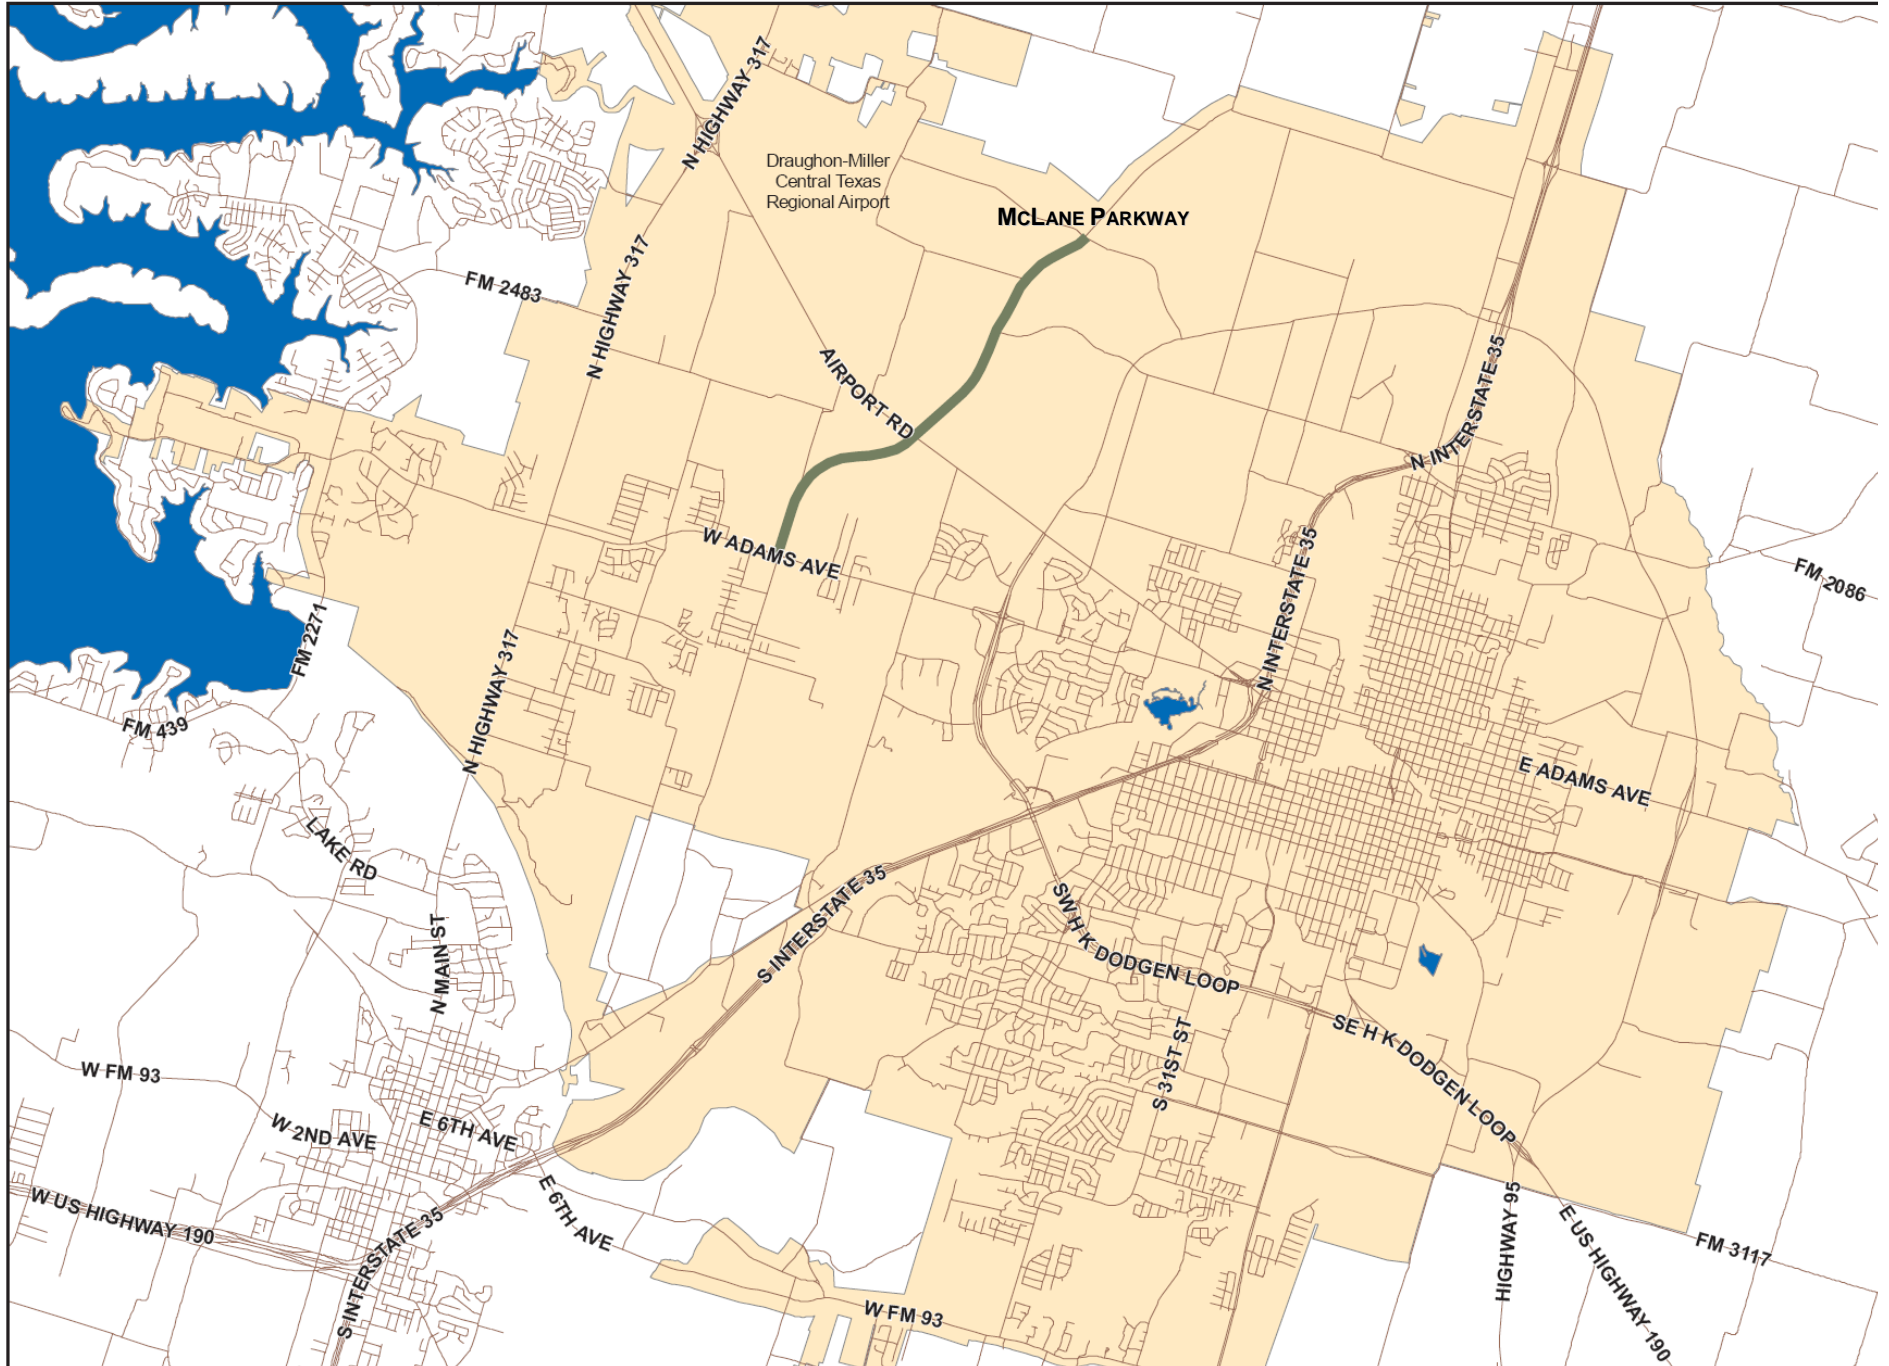 N HIGHWAY 317
Draughon-Miller
Central Texas
Regional Airport
MCLANE PARKWAY
N HIGHWAY 317
FM 2483
AIRPORT RD
N INTERSTATE 35
N INTERSTATE 35
W ADAMS AVE
N INTERSTATE 35
FM 2086
FM 2271
N HIGHWAY 317
FM 439
E ADAMS AVE
LAKE RD
S INTERSTATE 35
SW H K DODGEN LOOP
N MAIN ST
SE H K DODGEN LOOP
S 31ST ST
W FM 93
W 2ND AVE
E 6TH AVE
E 6TH AVE
W US HIGHWAY 190
S INTERSTATE 35
HIGHWAY 95
E US HIGHWAY 190
FM 3117
W FM 93